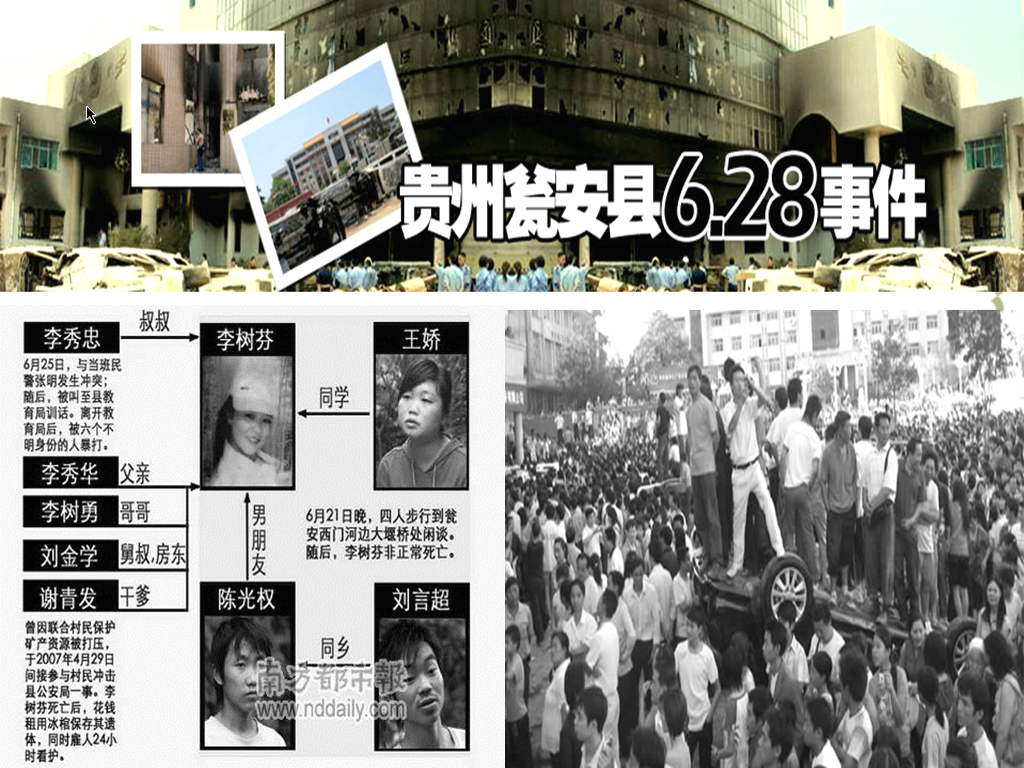 贵州瓮安县6.28事件
李秀忠
叔叔
李树芬
王娇
6月25日，与当班民
警张明发生冲突；
随后，被叫至县教
育局训话。离开教
育局后，被六个不
明身份的人暴打。
同学
李秀华
父亲
李树勇
哥哥
刘金学
舅叔,房东
谢青发
干爹
男朋友
6月21日晚，四人步行到瓮
安西门河边大堰桥处闲谈。
随后，李树芬非正常死亡。
陈光权
刘言超
同乡
曾因联合村民保护
矿产资源被打压，
于2007年4月29日
间接参与村民冲击
县公安局一事。李
树芬死亡后，花钱
租用冰棺保存其遗
体，同时雇人24小
时看护。
南方都市報
www.nddaily.com